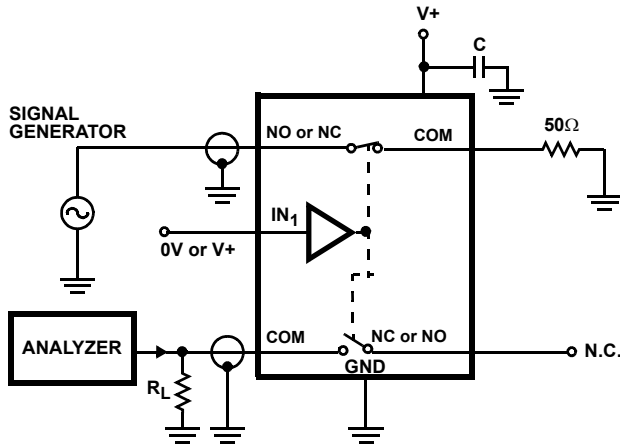 V+
C
SIGNAL
GENERATOR
NO or NC
COM
50Ω
IN1
0V or V+
ANALYZER
COM
NC or NO
N.C.
GND
RL